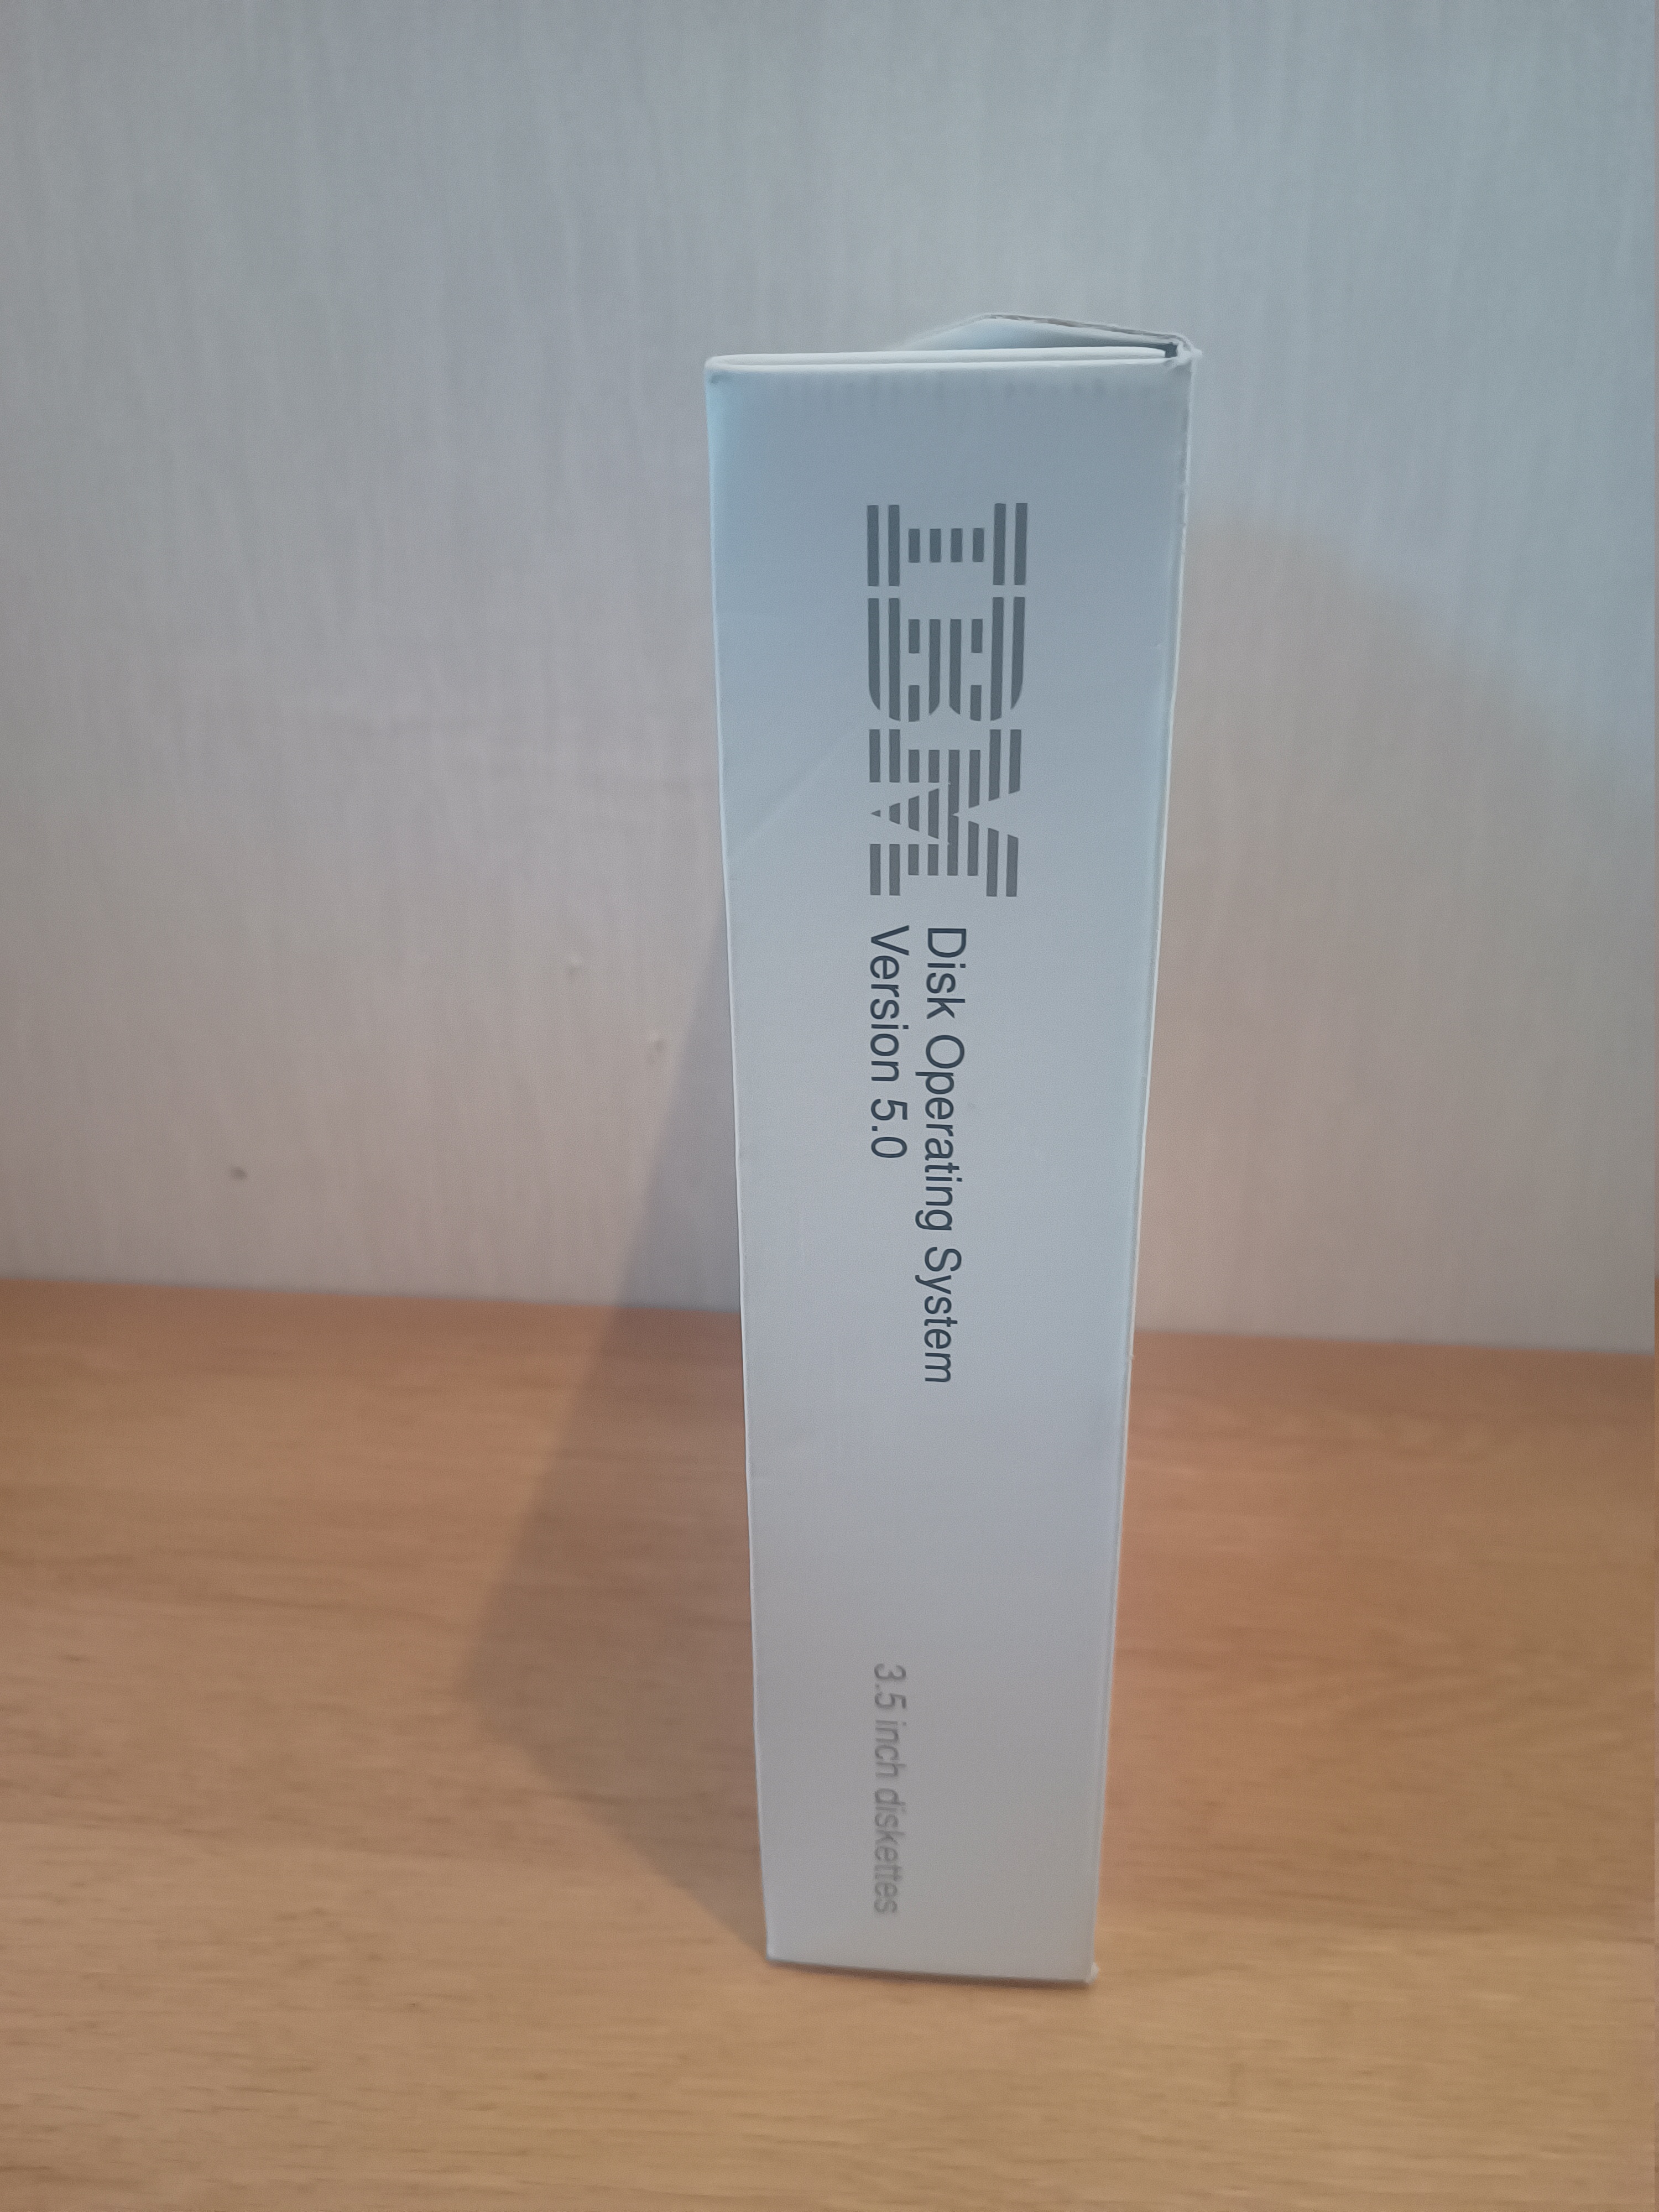 IBM
Disk Operating System
Version 5.0
3.5 inch diskettes